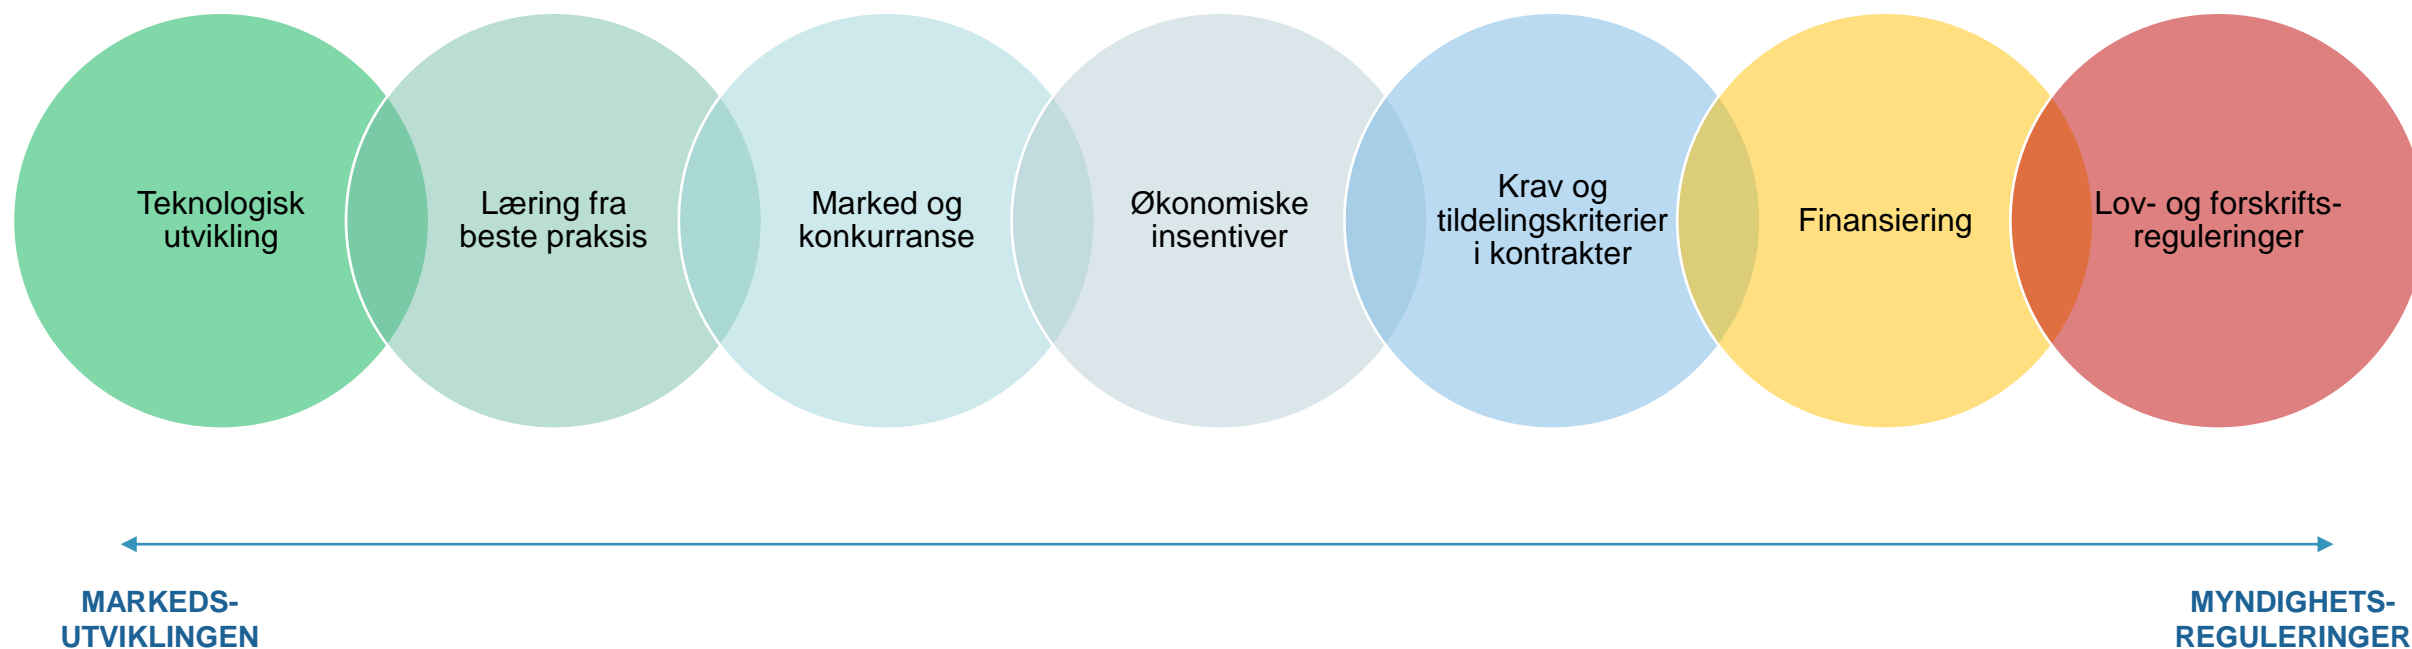 Teknologisk
utvikling
Læring fra
beste praksis
Marked og
konkurranse
Økonomiske
insentiver
Krav og
tildelingskriterier
i kontrakter
Finansiering
Lov- og forskrifts-
reguleringer
MARKEDS-
UTVIKLINGEN
MYNDIGHETS-
REGULERINGER